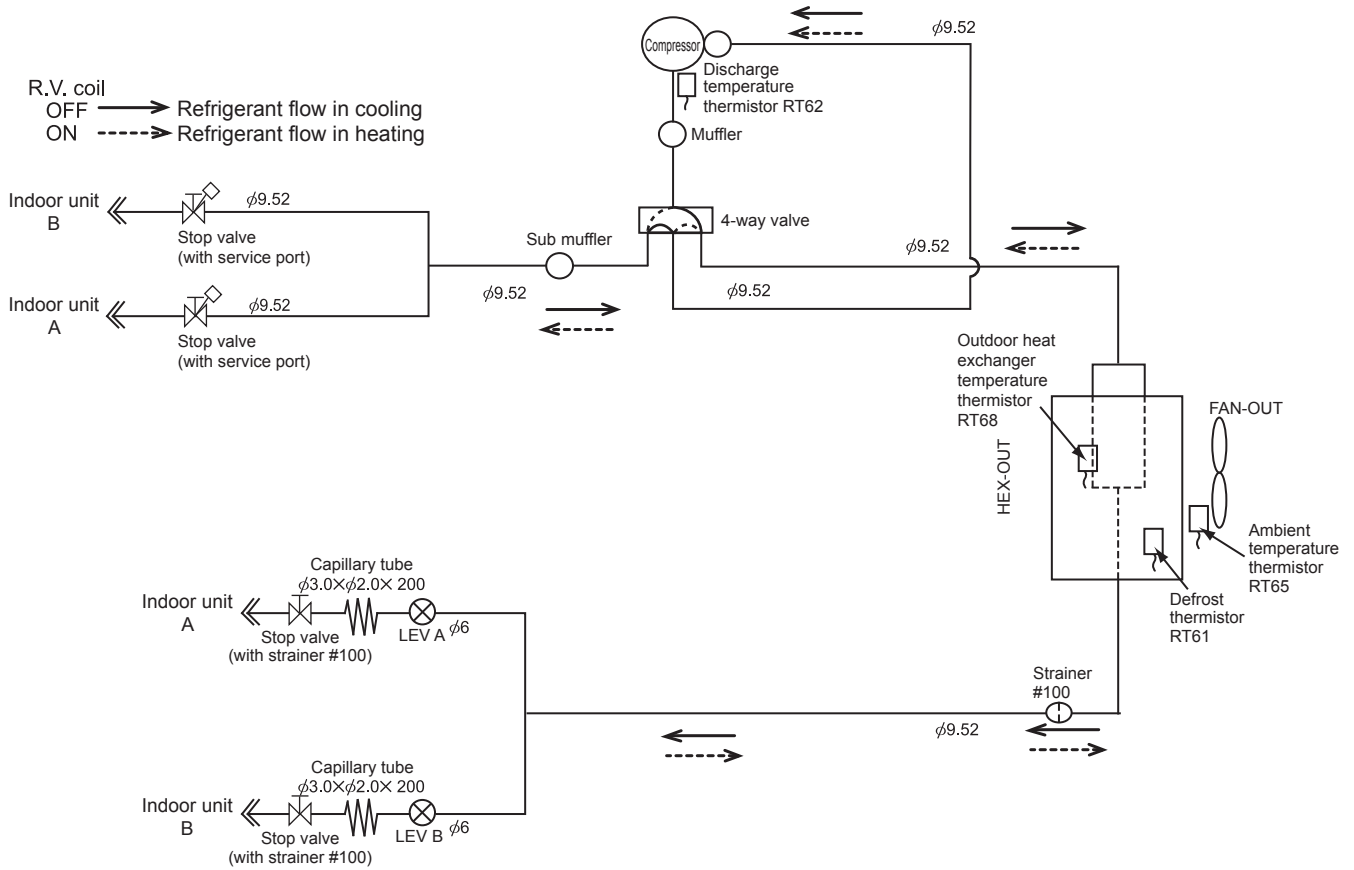 R.V. coil
OFF Refrigerant flow in cooling
ON Refrigerant flow in heating
Compressor
ϕ9.52
Discharge
temperature
thermistor RT62
Muffler
4-way valve
Indoor unit
B
ϕ9.52
Stop valve
(with service port)
Indoor unit
A
ϕ9.52
Stop valve
(with service port)
Sub muffler
ϕ9.52
ϕ9.52
ϕ9.52
Outdoor heat
exchanger
temperature
thermistor
RT68
HEX-OUT
FAN-OUT
Ambient
temperature
thermistor
RT65
Defrost
thermistor
RT61
Strainer
#100
ϕ9.52
Capillary tube
ϕ3.0×ϕ2.0× 200
Indoor unit
A
LEV A ϕ6
Stop valve
(with strainer #100)
Capillary tube
ϕ3.0×ϕ2.0× 200
Indoor unit
B
LEV B ϕ6
Stop valve
(with strainer #100)